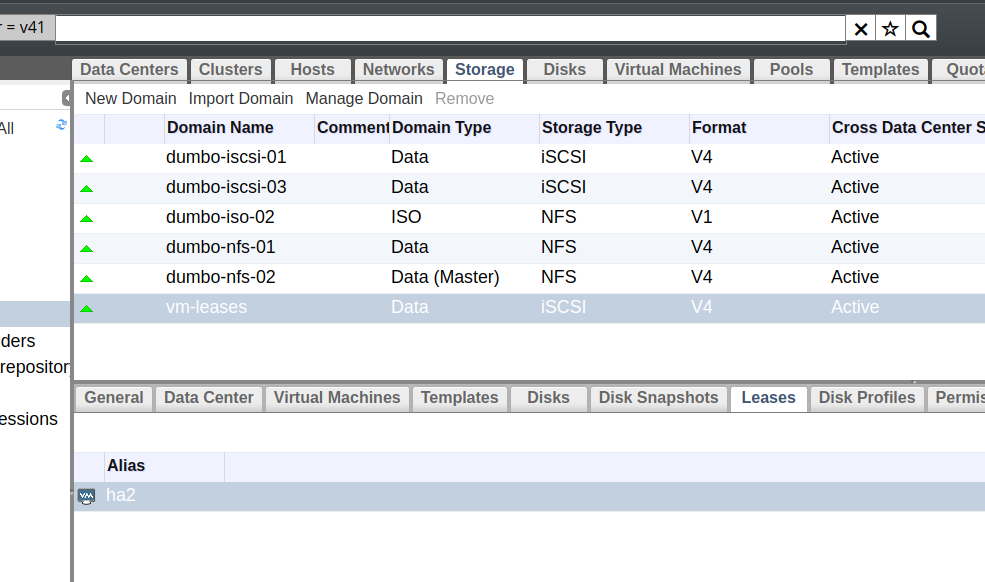 r = v41
Data Centers Clusters Hosts Networks Storage Disks Virtual Machines Pools Templates Quot
New Domain Import Domain Manage Domain Remove
All
Domain Name Comment Domain Type Storage Type Format Cross Data Center S
dumbo-iscsi-01 Data iSCSI V4 Active
dumbo-iscsi-03 Data iSCSI V4 Active
dumbo-iso-02 ISO NFS V1 Active
dumbo-nfs-01 Data NFS V4 Active
dumbo-nfs-02 Data (Master) NFS V4 Active
vm-leases Data iSCSI V4 Active
ders
repositor
essions
General Data Center Virtual Machines Templates Disks Disk Snapshots Leases Disk Profiles Permis
Alias
VM ha2